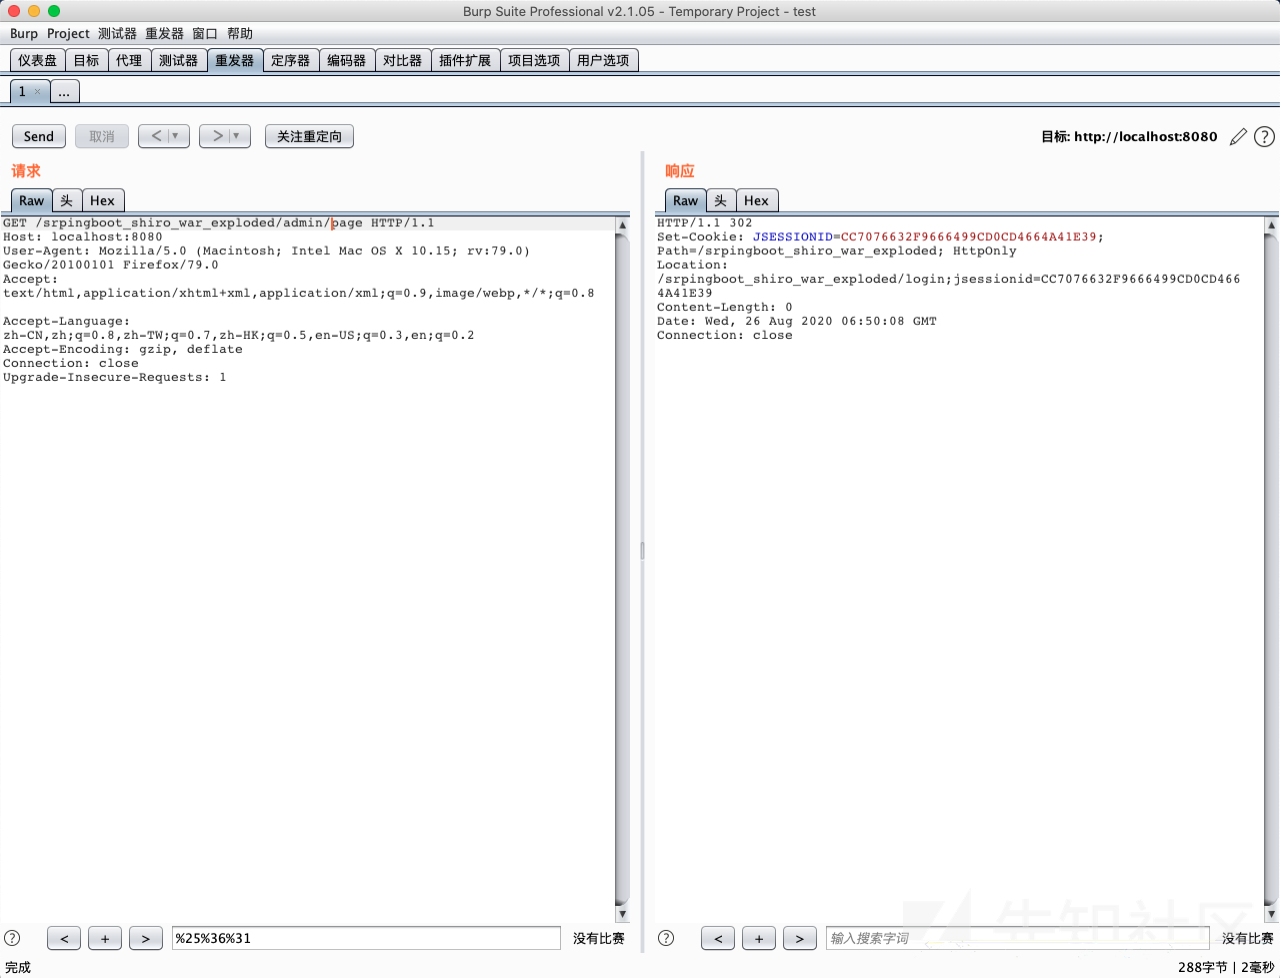 Burp Suite Professional v2.1.05 - Temporary Project - test
Burp Project 测试器 重发器 窗口 帮助
仪表盘 目标 代理 测试器 重发器 定序器 编码器 对比器 插件扩展 项目选项 用户选项
1 × ...
Send 取消 < ▼ > ▼ 关注重定向 目标: http://localhost:8080 ?
请求
Raw 头 Hex
GET /srpingboot_shiro_war_exploded/admin/page HTTP/1.1
Host: localhost:8080
User-Agent: Mozilla/5.0 (Macintosh; Intel Mac OS X 10.15; rv:79.0)
Gecko/20100101 Firefox/79.0
Accept:
text/html,application/xhtml+xml,application/xml;q=0.9,image/webp,*/*;q=0.8
Accept-Language:
zh-CN,zh;q=0.8,zh-TW;q=0.7,zh-HK;q=0.5,en-US;q=0.3,en;q=0.2
Accept-Encoding: gzip, deflate
Connection: close
Upgrade-Insecure-Requests: 1
? < + > %25%36%31 没有比赛
响应
Raw 头 Hex
HTTP/1.1 302
Set-Cookie: JSESSIONID=CC7076632F9666499CD0CD4664A41E39;
Path=/srpingboot_shiro_war_exploded; HttpOnly
Location:
/srpingboot_shiro_war_exploded/login;jsessionid=CC7076632F9666499CD0CD466
4A41E39
Content-Length: 0
Date: Wed, 26 Aug 2020 06:50:08 GMT
Connection: close
? < + > 输入搜索字词 没有比赛
先知社区
完成 288字节 | 2毫秒